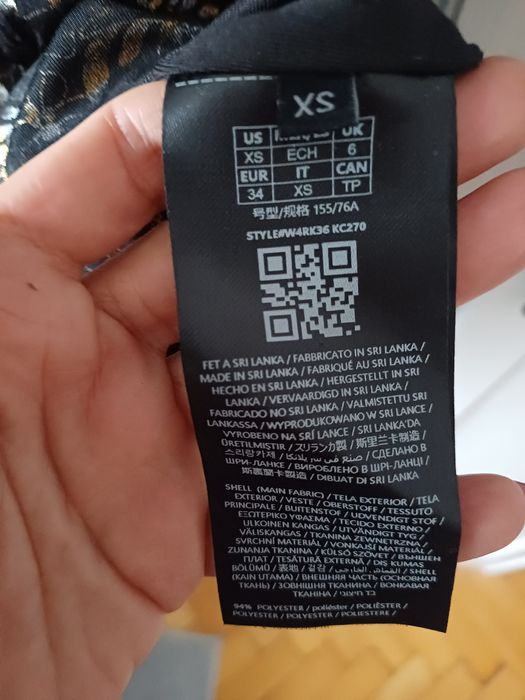 XS
US UK
XS ECH 6
EUR IT CAN
34 XS TP
号型/规格 155/76A
STYLE#W4RK36 KC270
FET A SRI LANKA / FABBRICATO IN SRI LANKA /
MADE IN SRI LANKA / FABRIQUÉ AU SRI LANKA /
HECHO EN SRI LANKA / HERGESTELLT IN SRI
LANKA / VERVAARDIGD IN SRI LANKA /
FABRICADO NO SRI LANKA / VALMISTETTU SRI
LANKASSA / WYPRODUKOWANO W SRI LANCE /
VYROBENO NA SRÍ LANCE / SRI LANKA'DA
ÜRETILMIŞTIR / スリランカ製 / 斯里兰卡制造 /
스리랑카제 / صنع في سري لانكا / СДЕЛАНО В
ШРИ-ЛАНКЕ / ВИРОБЛЕНО В ШРІ-ЛАНЦІ /
斯里蘭卡製造 / DIBUAT DI SRI LANKA
SHELL (MAIN FABRIC) / TELA EXTERIOR / TELA
EXTERIOR / VESTE / OBERSTOFF / TESSUTO
PRINCIPALE / BUITENSTOF / UDVENDIGT STOF /
ΕΞΩΤΕΡΙΚΟ ΥΦΑΣΜΑ / TECIDO EXTERNO /
ULKOINEN KANGAS / UTVÄNDIGT TYG /
VÄLISKANGAS / TKANINA ZEWNĘTRZNA /
SVRCHNÍ MATERIÁL / VONKAJŠÍ MATERIÁL /
ZUNANJA TKANINA / KÜLSŐ SZÖVET / ВЪНШЕН
ПЛАТ / ŢESĂTURĂ EXTERNĂ / DIŞ KUMAŞ
BÖLÜMÜ / 表地 / 겉감 / القماش الخارجي / SHELL
(KAIN UTAMA) / ВНЕШНЯЯ ЧАСТЬ (ОСНОВНАЯ
ТКАНЬ) / ЗОВНІШНЯ ТКАНИНА / ВОНКАВАЯ
ТКАНІНА / בד חיצוני
94% POLYESTER / poliéster / POLIÈSTER /
POLYESTER / POLYESTER / POLIESTERE /